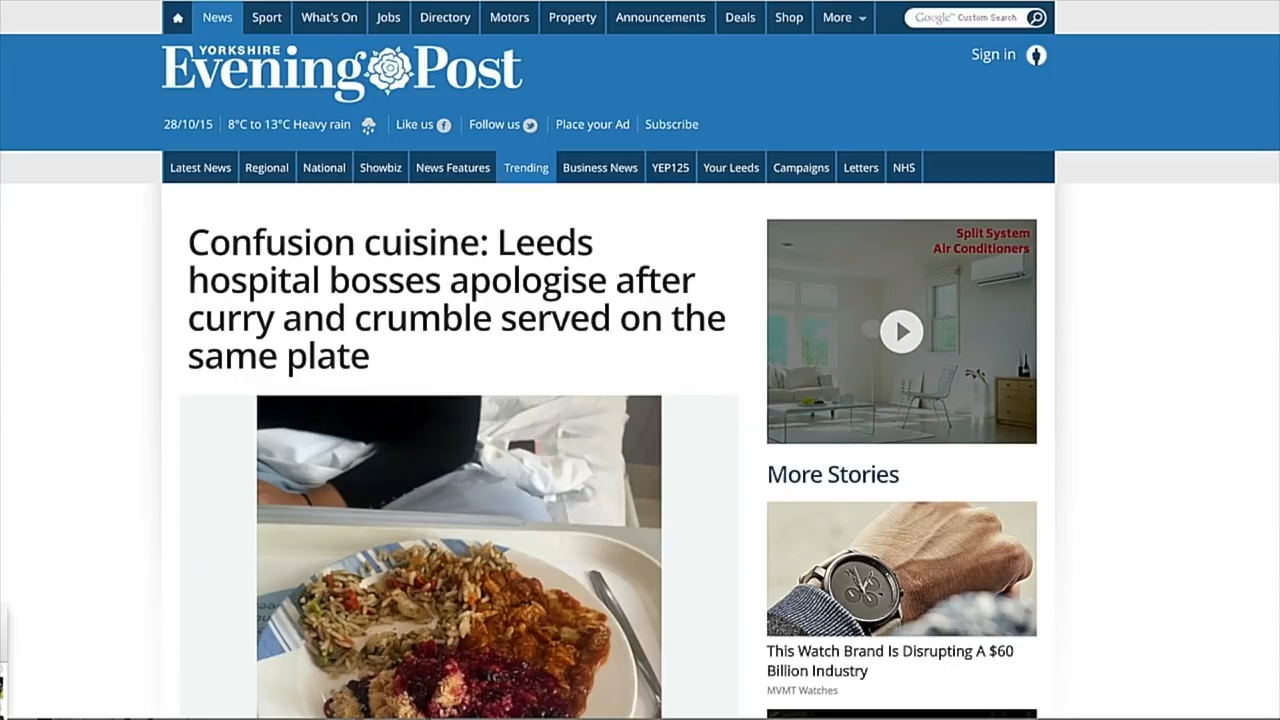 News Sport What's On Jobs Directory Motors Property Announcements Deals Shop More Google™ Custom Search
YORKSHIRE
Evening Post
Sign in
28/10/15 8°C to 13°C Heavy rain Like us Follow us Place your Ad Subscribe
Latest News Regional National Showbiz News Features Trending Business News YEP125 Your Leeds Campaigns Letters NHS
Confusion cuisine: Leeds
hospital bosses apologise after
curry and crumble served on the
same plate
Split System
Air Conditioners
More Stories
This Watch Brand Is Disrupting A $60
Billion Industry
MVMT Watches